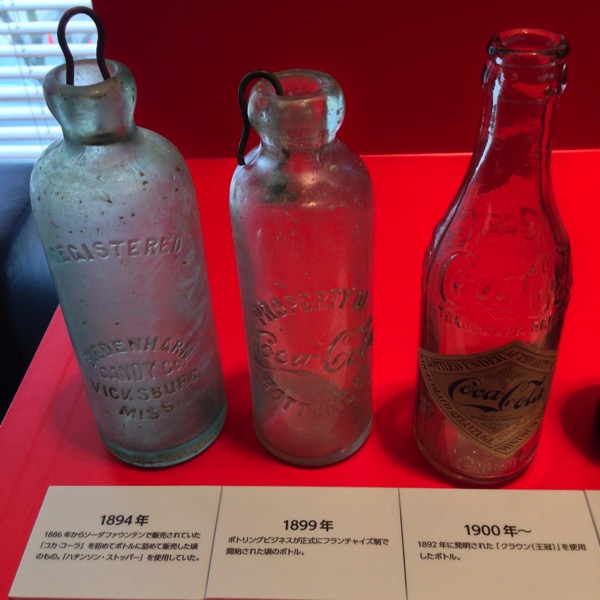 REGISTERED
BIEDENHARN
CANDY CO
VICKSBURG
MISS.
PROPERTY OF
Coca-Cola
BOTTLING
Coca-Cola
TRADE MARK
Coca-Cola
1894年
1886年からソーダファウンテンで販売されていた
「コカ·コーラ」を初めてボトルに詰めて販売した頃
のもの。「ハチンソン·ストッパー」を使用していた。
1899年
ボトリングビジネスが正式にフランチャイズ制で
開始された頃のボトル。
1900年~
1892年に発明された「クラウン(王冠)」を使用
したボトル。